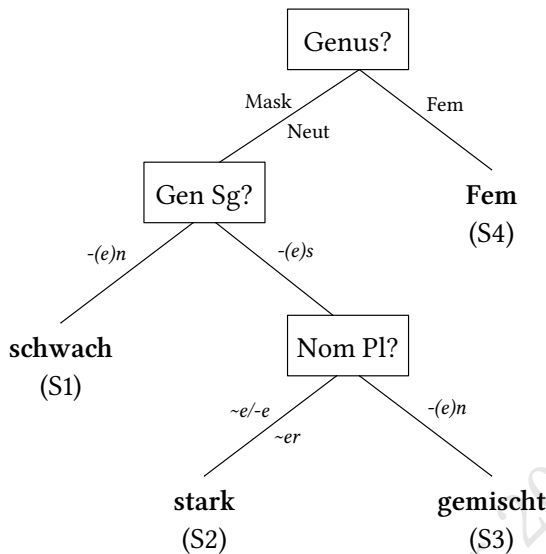 Genus?
Mask
Neut
Fem
Gen Sg?
Fem
(S4)
-(e)n
-(e)s
schwach
(S1)
Nom Pl?
~e/-e
~er
-(e)n
stark
(S2)
gemischt
(S3)